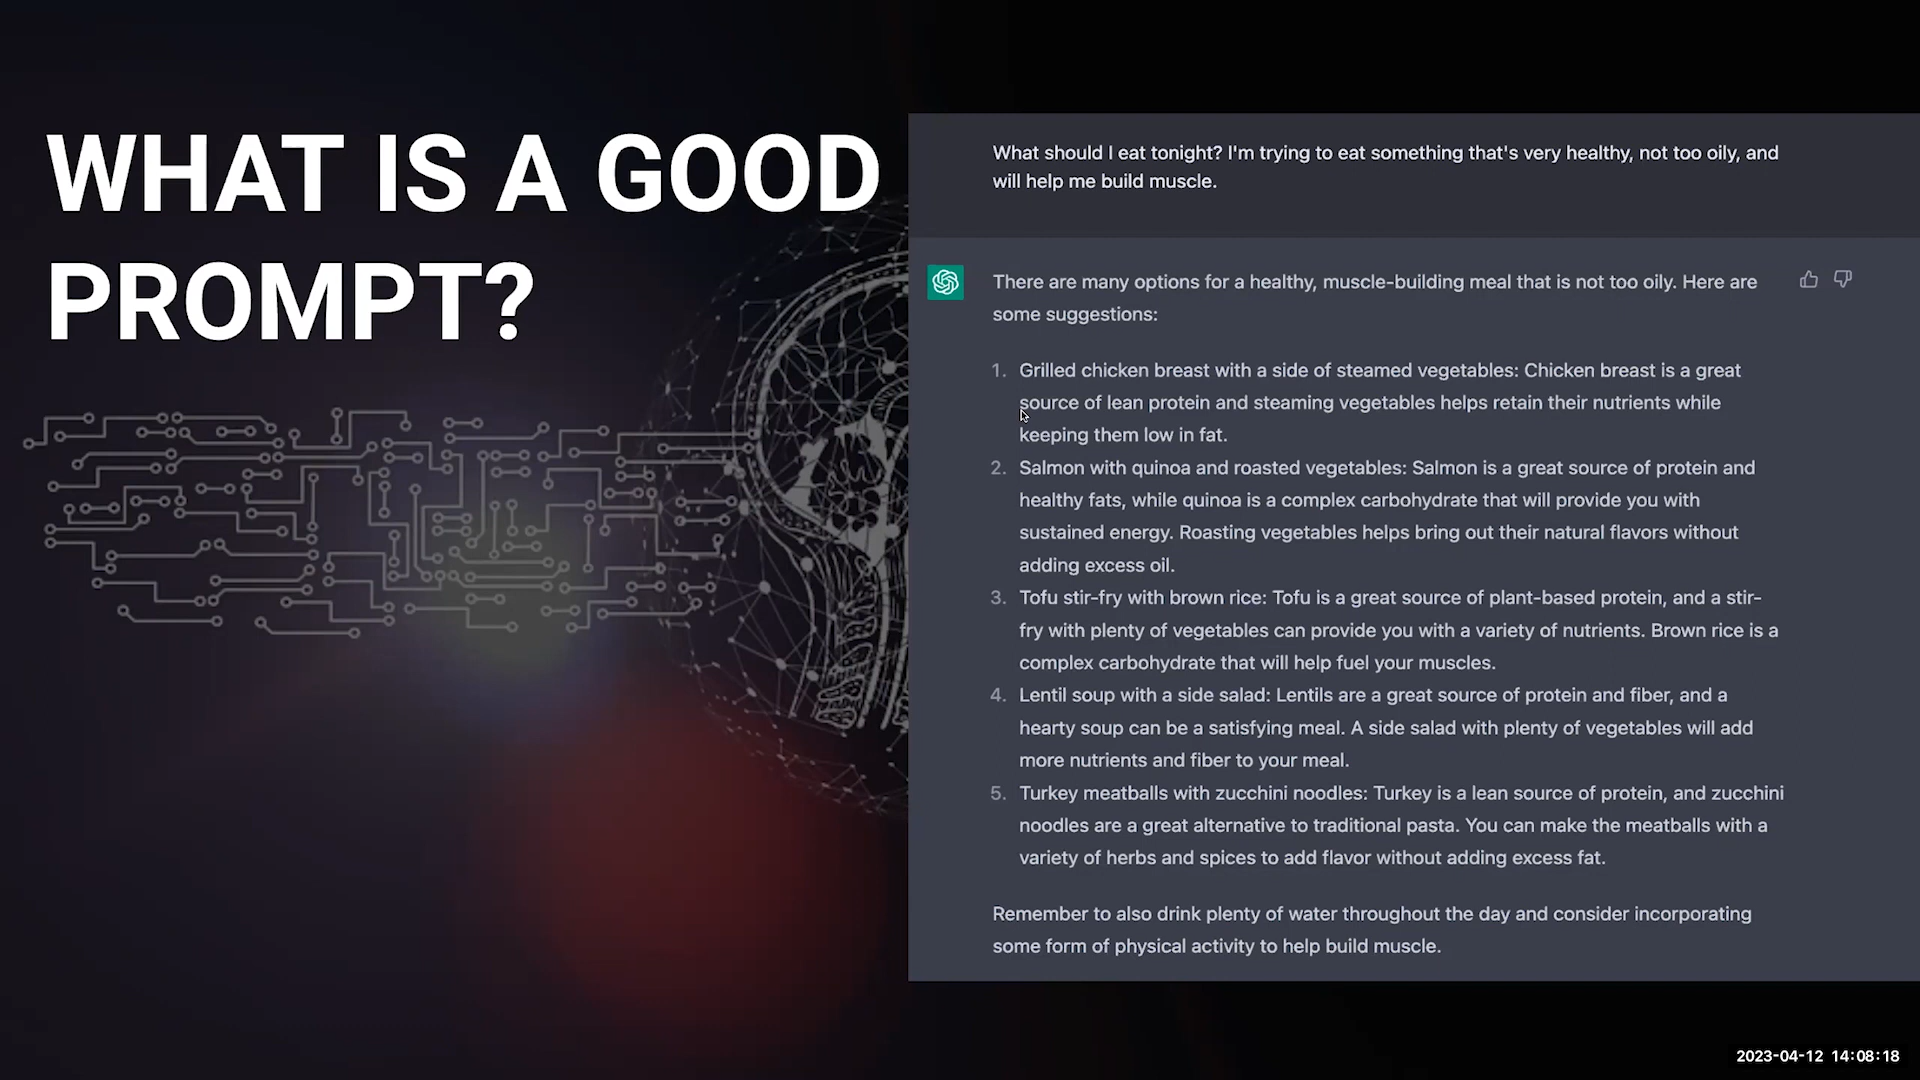 WHAT IS A GOOD
PROMPT?
What should I eat tonight? I'm trying to eat something that's very healthy, not too oily, and
will help me build muscle.
There are many options for a healthy, muscle-building meal that is not too oily. Here are
some suggestions:
1. Grilled chicken breast with a side of steamed vegetables: Chicken breast is a great
source of lean protein and steaming vegetables helps retain their nutrients while
keeping them low in fat.
2. Salmon with quinoa and roasted vegetables: Salmon is a great source of protein and
healthy fats, while quinoa is a complex carbohydrate that will provide you with
sustained energy. Roasting vegetables helps bring out their natural flavors without
adding excess oil.
3. Tofu stir-fry with brown rice: Tofu is a great source of plant-based protein, and a stir-
fry with plenty of vegetables can provide you with a variety of nutrients. Brown rice is a
complex carbohydrate that will help fuel your muscles.
4. Lentil soup with a side salad: Lentils are a great source of protein and fiber, and a
hearty soup can be a satisfying meal. A side salad with plenty of vegetables will add
more nutrients and fiber to your meal.
5. Turkey meatballs with zucchini noodles: Turkey is a lean source of protein, and zucchini
noodles are a great alternative to traditional pasta. You can make the meatballs with a
variety of herbs and spices to add flavor without adding excess fat.
Remember to also drink plenty of water throughout the day and consider incorporating
some form of physical activity to help build muscle.
2023-04-12 14:08:18